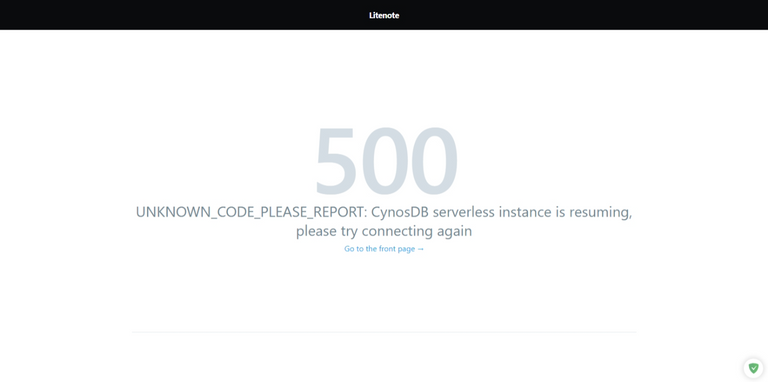 Litenote
500
UNKNOWN_CODE_PLEASE_REPORT: CynosDB serverless instance is resuming,
please try connecting again
Go to the front page →